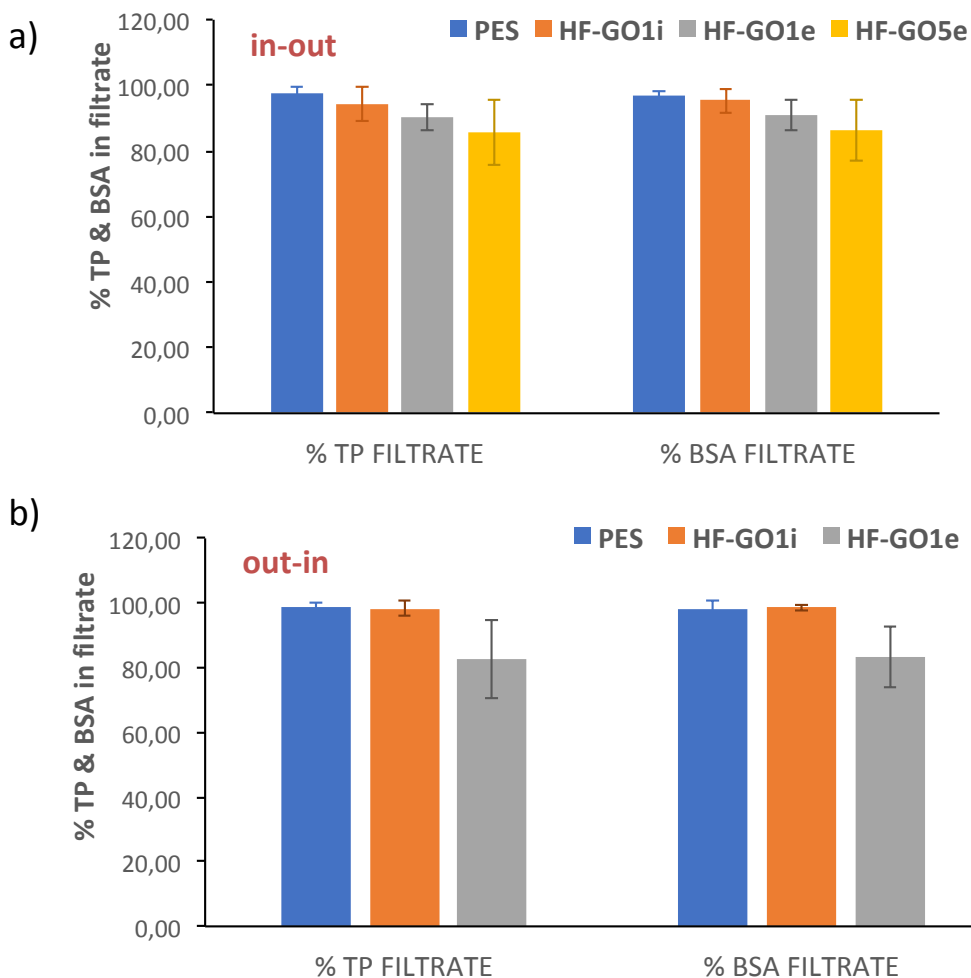 a)
in-out
PES HF-GO1i HF-GO1e HF-GO5e
% TP & BSA in filtrate
120,00
100,00
80,00
60,00
40,00
20,00
0,00
% TP FILTRATE % BSA FILTRATE
b)
out-in
PES HF-GO1i HF-GO1e
% TP & BSA in filtrate
120,00
100,00
80,00
60,00
40,00
20,00
0,00
% TP FILTRATE % BSA FILTRATE